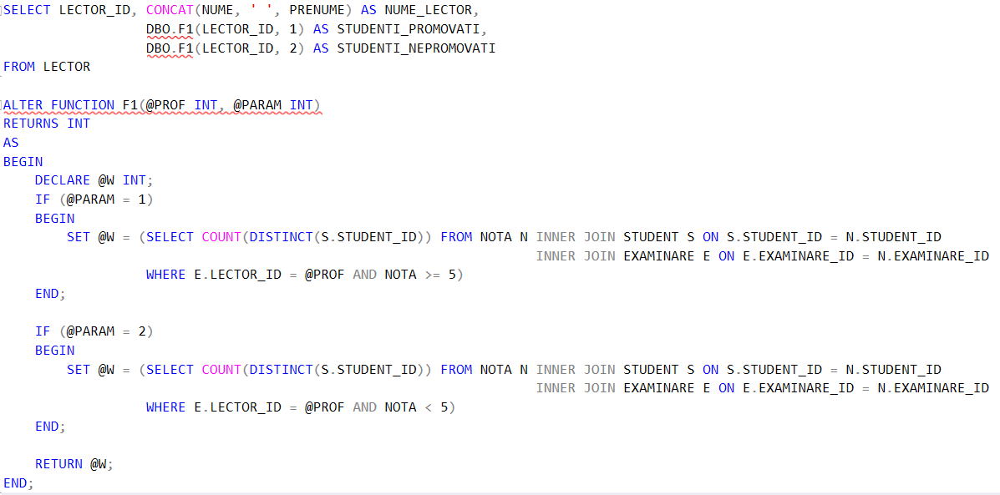 SELECT LECTOR_ID, CONCAT(NUME, ' ', PRENUME) AS NUME_LECTOR,
DBO.F1(LECTOR_ID, 1) AS STUDENTI_PROMOVATI,
DBO.F1(LECTOR_ID, 2) AS STUDENTI_NEPROMOVATI
FROM LECTOR
ALTER FUNCTION F1(@PROF INT, @PARAM INT)
RETURNS INT
AS
BEGIN
DECLARE @W INT;
IF (@PARAM = 1)
BEGIN
SET @W = (SELECT COUNT(DISTINCT(S.STUDENT_ID)) FROM NOTA N INNER JOIN STUDENT S ON S.STUDENT_ID = N.STUDENT_ID
INNER JOIN EXAMINARE E ON E.EXAMINARE_ID = N.EXAMINARE_ID
WHERE E.LECTOR_ID = @PROF AND NOTA >= 5)
END;
IF (@PARAM = 2)
BEGIN
SET @W = (SELECT COUNT(DISTINCT(S.STUDENT_ID)) FROM NOTA N INNER JOIN STUDENT S ON S.STUDENT_ID = N.STUDENT_ID
INNER JOIN EXAMINARE E ON E.EXAMINARE_ID = N.EXAMINARE_ID
WHERE E.LECTOR_ID = @PROF AND NOTA < 5)
END;
RETURN @W;
END;